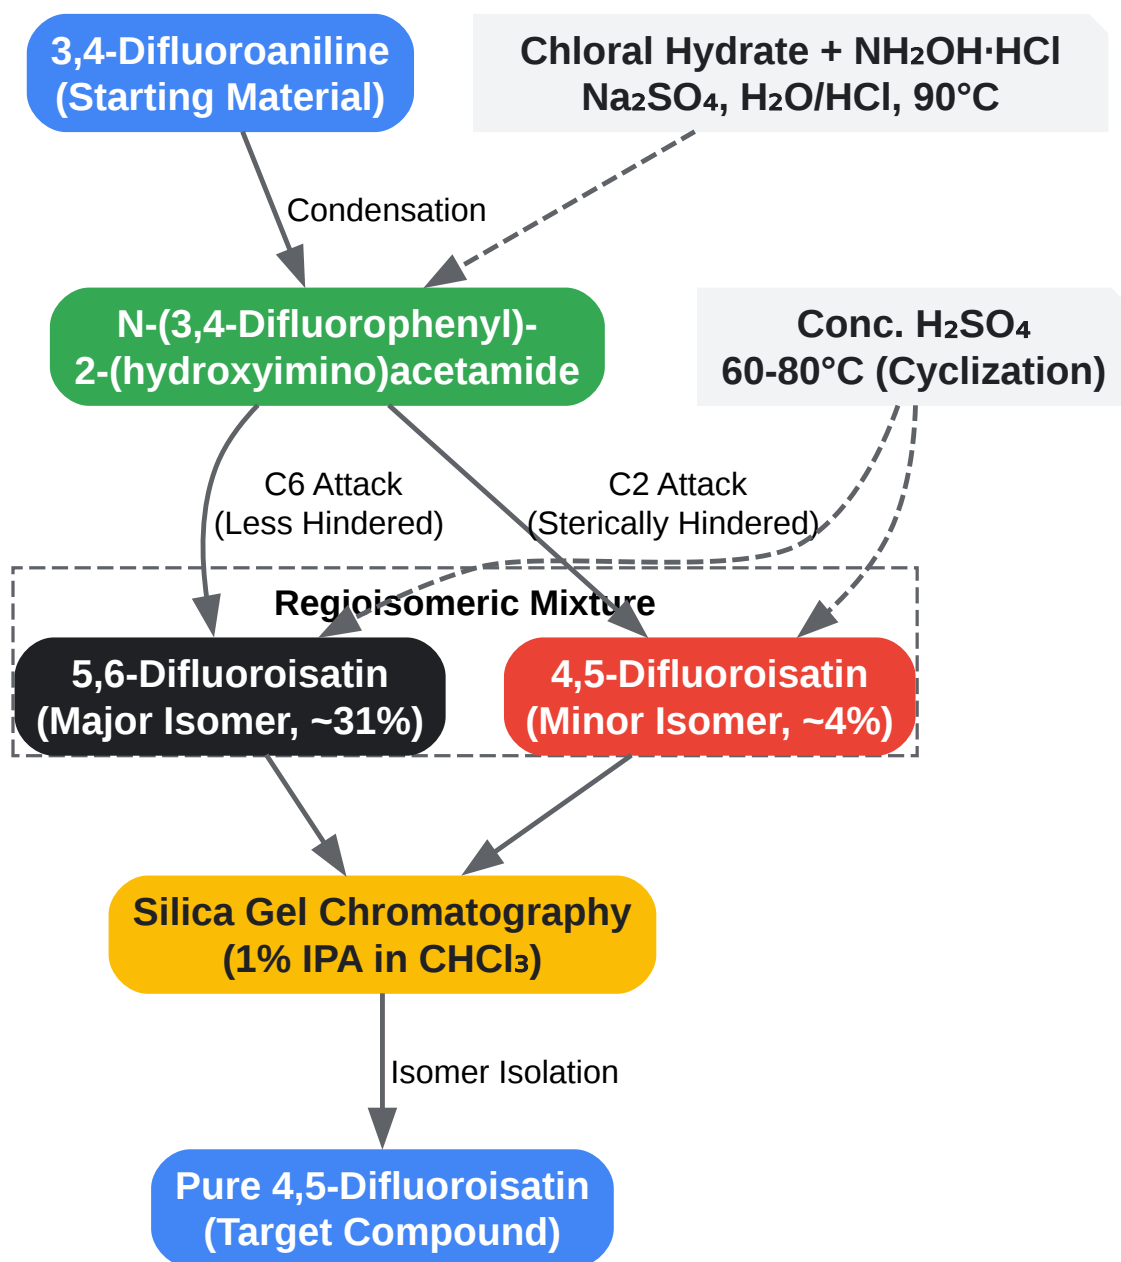 3,4-Difluoroaniline
(Starting Material)
Chloral Hydrate + NH₂OH·HCl
Na₂SO₄, H₂O/HCl, 90°C
Condensation
N-(3,4-Difluorophenyl)-
2-(hydroxyimino)acetamide
Conc. H₂SO₄
60-80°C (Cyclization)
C6 Attack
(Less Hindered)
C2 Attack
(Sterically Hindered)
Regioisomeric Mixture
5,6-Difluoroisatin
(Major Isomer, ~31%)
4,5-Difluoroisatin
(Minor Isomer, ~4%)
Silica Gel Chromatography
(1% IPA in CHCl₃)
Isomer Isolation
Pure 4,5-Difluoroisatin
(Target Compound)